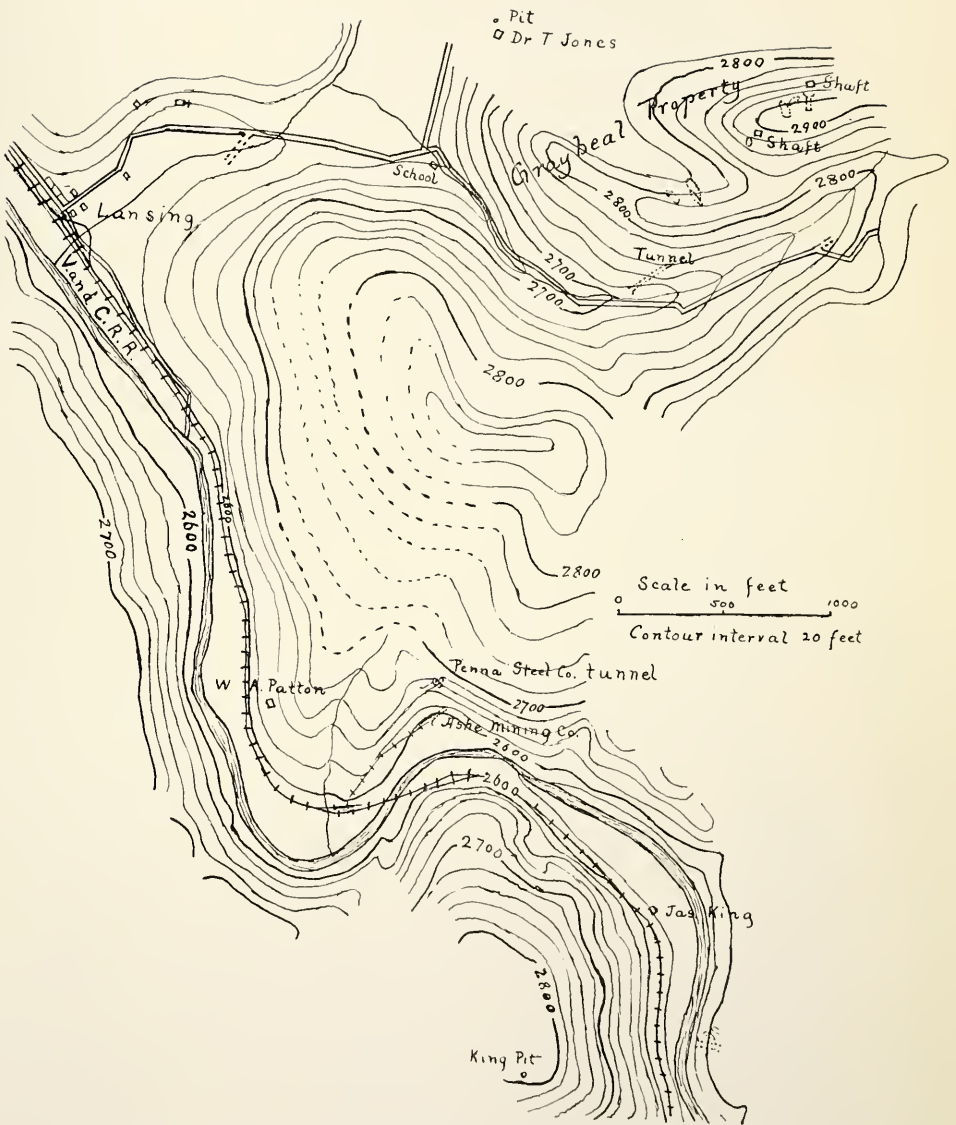 Pit
Dr T Jones
2800
Shaft
Graybeal Property
2900
Shaft
School
2800
2800
Lansing
Tunnel
2700
2700
V. and C. R. R.
2800
2600
2700
2600
2800
Scale in feet
0 500 1000
Contour interval 20 feet
Penna Steel Co. tunnel
W A. Patton
2700
Ashe Mining Co.
2600
2600
2700
Jas. King
2800
King Pit